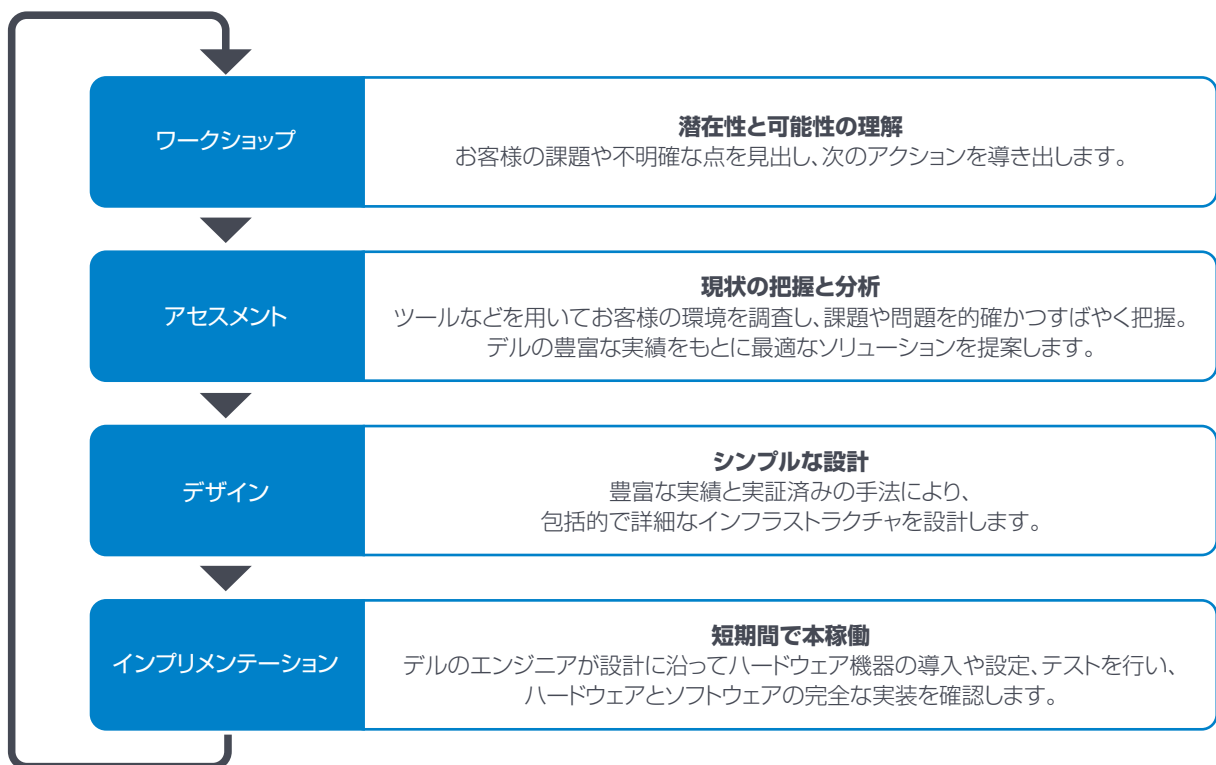 ワークショップ
潜在性と可能性の理解
お客様の課題や不明確な点を見出し、次のアクションを導き出します。
アセスメント
現状の把握と分析
ツールなどを用いてお客様の環境を調査し、課題や問題を的確かつすばやく把握。
デルの豊富な実績をもとに最適なソリューションを提案します。
デザイン
シンプルな設計
豊富な実績と実証済みの手法により、
包括的で詳細なインフラストラクチャを設計します。
インプリメンテーション
短期間で本稼働
デルのエンジニアが設計に沿ってハードウェア機器の導入や設定、テストを行い、
ハードウェアとソフトウェアの完全な実装を確認します。